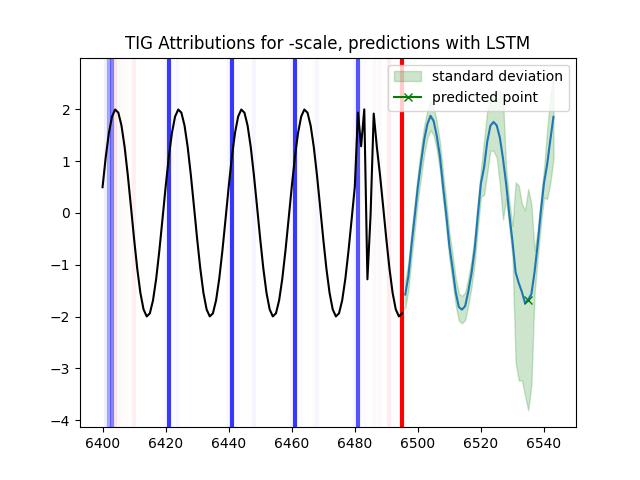 TIG Attributions for -scale, predictions with LSTM
standard deviation
predicted point
2
1
0
−1
−2
−3
−4
6400 6420 6440 6460 6480 6500 6520 6540